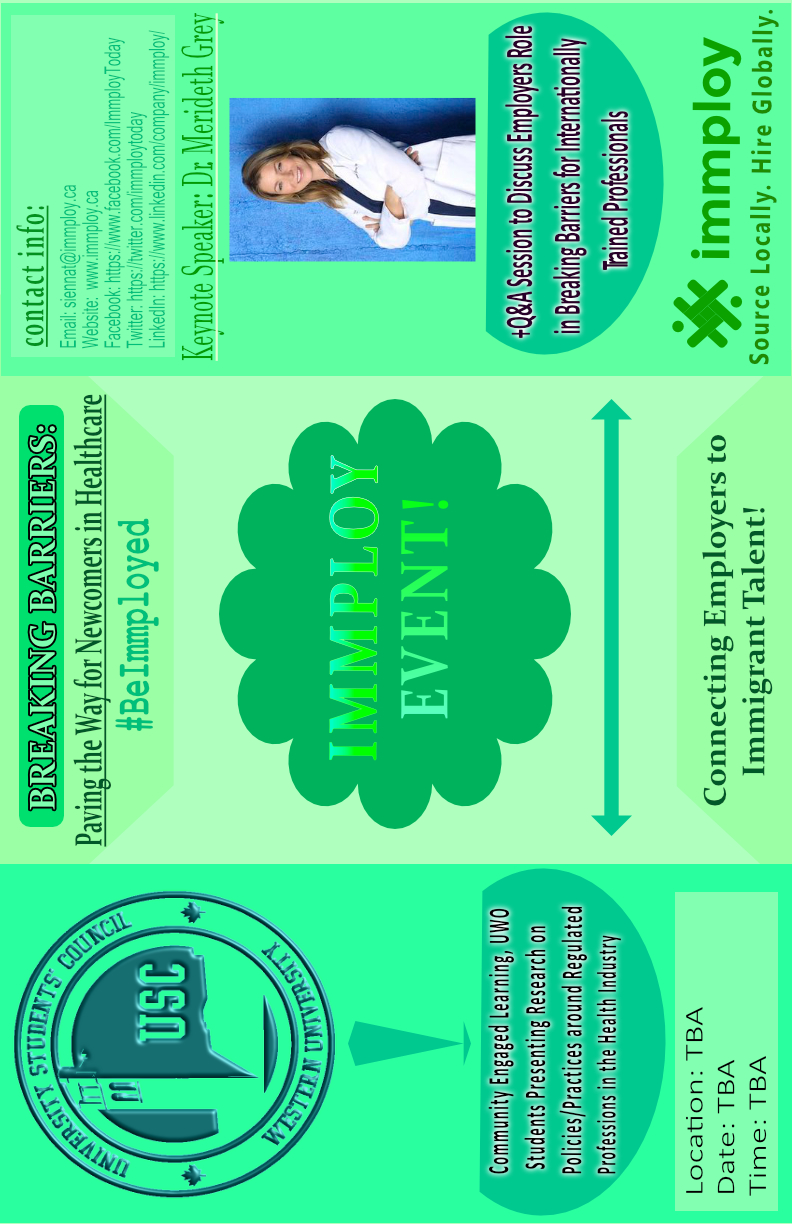 UNIVERSITY STUDENTS' COUNCIL
USC
WESTERN UNIVERSITY
Community Engaged Learning, UWO
Students Presenting Research on
Policies/Practices around Regulated
Professions in the Health Industry
Location: TBA
Date: TBA
Time: TBA
BREAKING BARRIERS:
Paving the Way for Newcomers in Healthcare
#BeImmployed
IMMPLOY
EVENT!
Connecting Employers to
Immigrant Talent!
contact info:
Email: siennat@immploy.ca
Website: www.immploy.ca
Facebook: https://www.facebook.com/ImmployToday
Twitter: https://twitter.com/immploytoday
LinkedIn: https://www.linkedin.com/company/immploy/
Keynote Speaker: Dr. Merideth Grey
+Q&A Session to Discuss Employers Role
in Breaking Barriers for Internationally
Trained Professionals
immploy
Source Locally. Hire Globally.